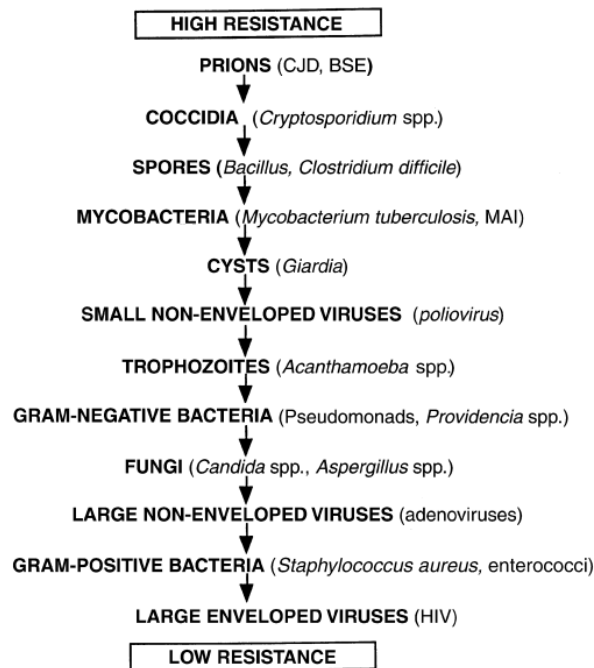 HIGH RESISTANCE
PRIONS (CJD, BSE)
COCCIDIA (Cryptosporidium spp.)
SPORES (Bacillus, Clostridium difficile)
MYCOBACTERIA (Mycobacterium tuberculosis, MAI)
CYSTS (Giardia)
SMALL NON-ENVELOPED VIRUSES (poliovirus)
TROPHOZOITES (Acanthamoeba spp.)
GRAM-NEGATIVE BACTERIA (Pseudomonads, Providencia spp.)
FUNGI (Candida spp., Aspergillus spp.)
LARGE NON-ENVELOPED VIRUSES (adenoviruses)
GRAM-POSITIVE BACTERIA (Staphylococcus aureus, enterococci)
LARGE ENVELOPED VIRUSES (HIV)
LOW RESISTANCE